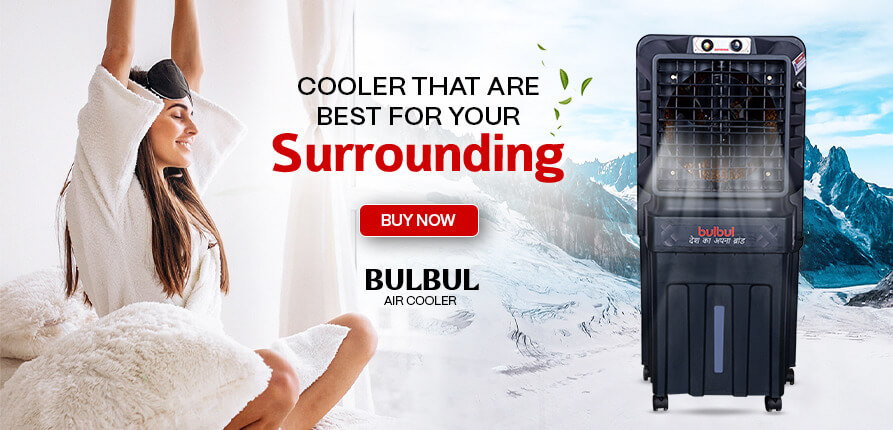 COOLER THAT ARE
BEST FOR YOUR
Surrounding
BUY NOW
BULBUL
AIR COOLER
bulbul
देश का अपना ब्रांड